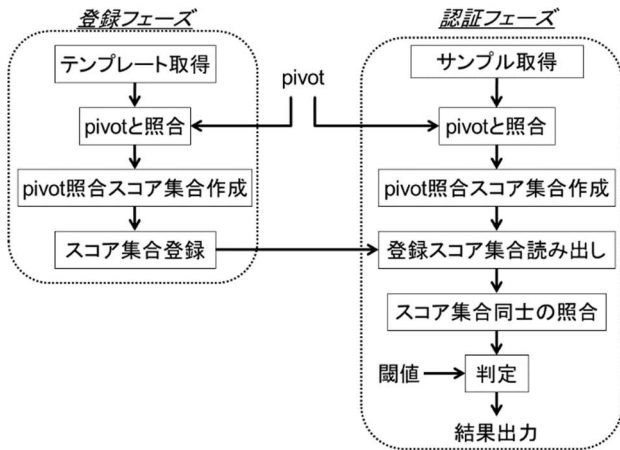 登録フェーズ
テンプレート取得
pivotと照合
pivot照合スコア集合作成
スコア集合登録
pivot
認証フェーズ
サンプル取得
pivotと照合
pivot照合スコア集合作成
登録スコア集合読み出し
スコア集合同士の照合
閾値
判定
結果出力